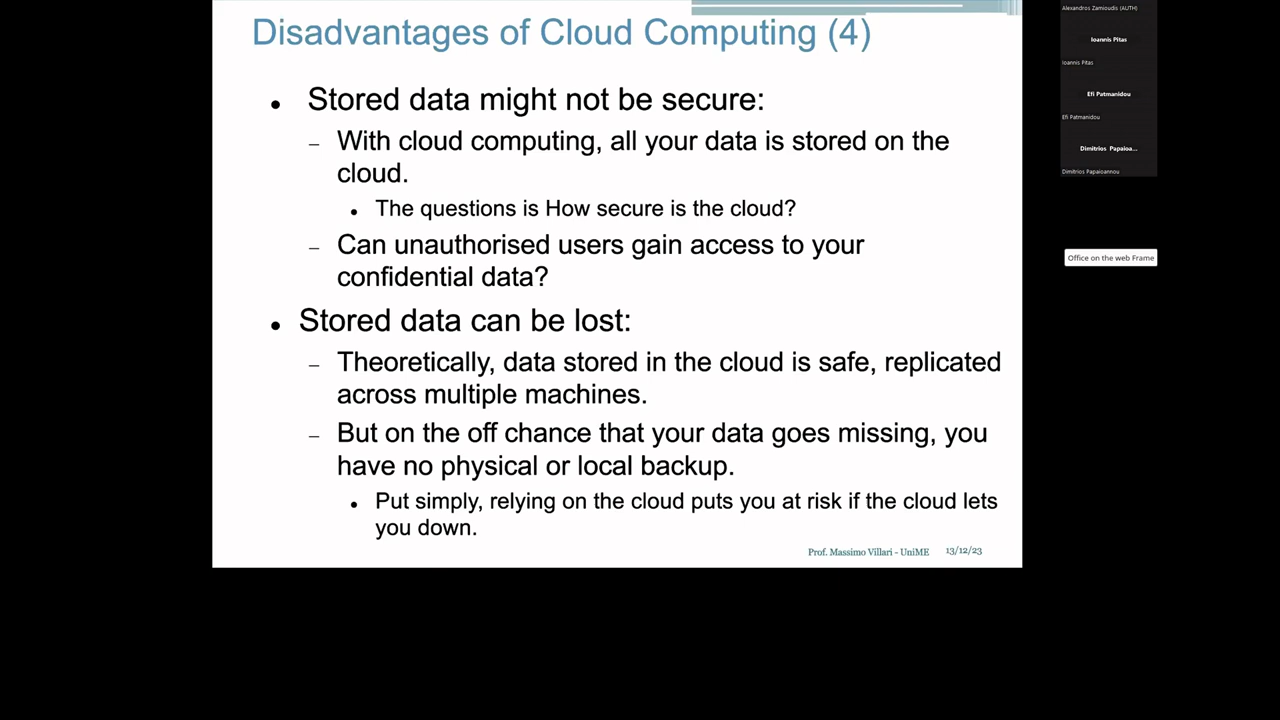 Disadvantages of Cloud Computing (4)
• Stored data might not be secure:
– With cloud computing, all your data is stored on the
cloud.
• The questions is How secure is the cloud?
– Can unauthorised users gain access to your
confidential data?
• Stored data can be lost:
– Theoretically, data stored in the cloud is safe, replicated
across multiple machines.
– But on the off chance that your data goes missing, you
have no physical or local backup.
• Put simply, relying on the cloud puts you at risk if the cloud lets
you down.
Prof. Massimo Villari - UniME 13/12/23
Alexandros Zamioudis (AUTH)
Ioannis Pitas
Ioannis Pitas
Efi Patmanidou
Efi Patmanidou
Dimitrios Papaioa...
Dimitrios Papaioannou
Office on the web Frame